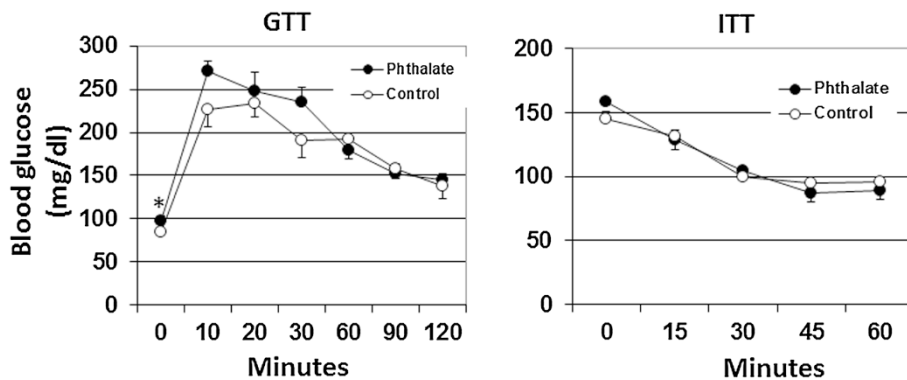 GTT
Blood glucose
(mg/dl)
300
250
200
150
100
50
0
*
Phthalate
Control
0 10 20 30 60 90 120
Minutes
ITT
200
150
100
50
0
Phthalate
Control
0 15 30 45 60
Minutes